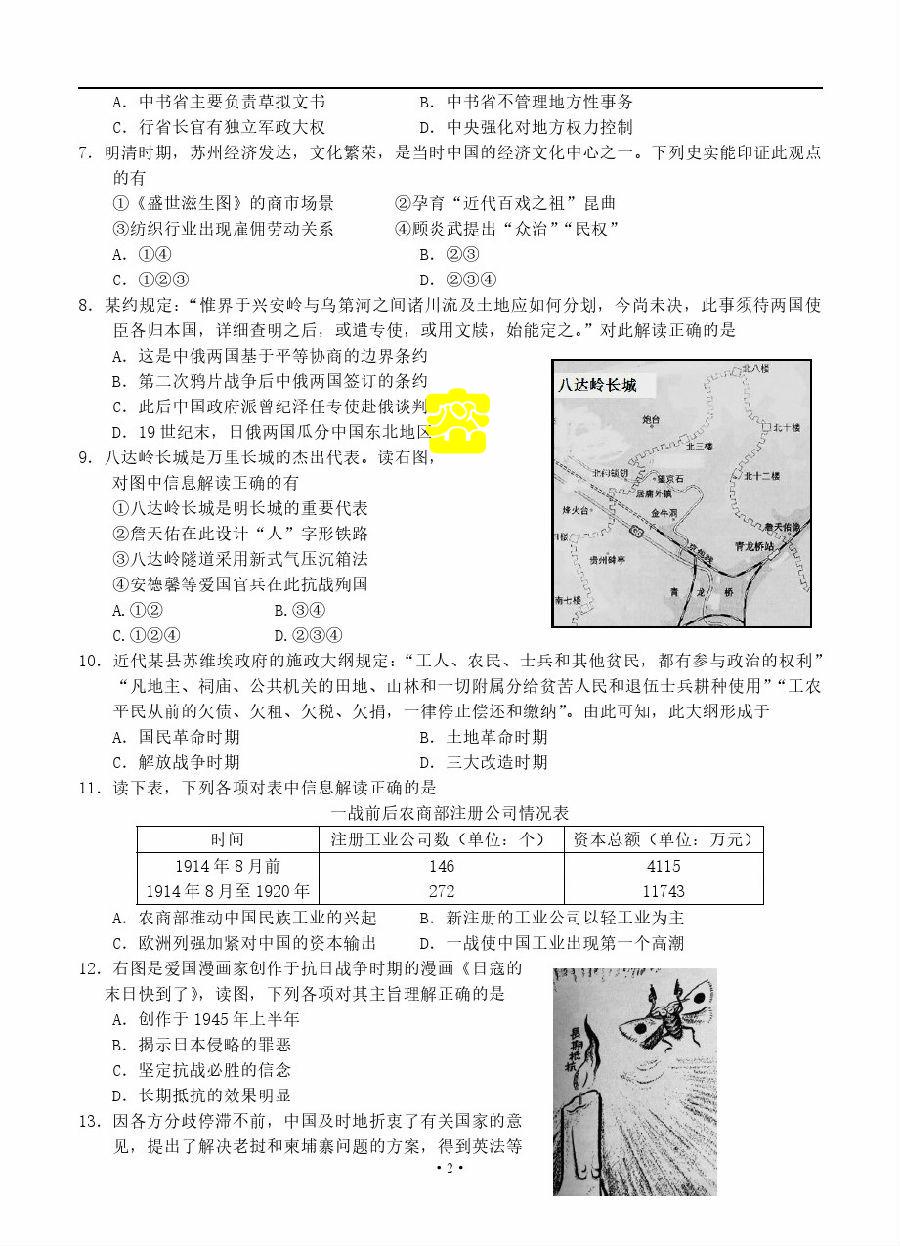 A．中书省主要负责草拟文书 B．中书省不管理地方性事务
C．行省长官有独立军政大权 D．中央强化对地方权力控制
7．明清时期，苏州经济发达，文化繁荣，是当时中国的经济文化中心之一。下列史实能印证此观点
的有
①《盛世滋生图》的商市场景 ②孕育“近代百戏之祖”昆曲
③纺织行业出现雇佣劳动关系 ④顾炎武提出“众治”“民权”
A．①④ B．②③
C．①②③ D．②③④
8．某约规定：“惟界于兴安岭与乌第河之间诸川流及土地应如何分划，今尚未决，此事须待两国使
臣各归本国，详细查明之后，或遣专使，或用文牍，始能定之。”对此解读正确的是
A．这是中俄两国基于平等协商的边界条约
B．第二次鸦片战争后中俄两国签订的条约
C．此后中国政府派曾纪泽任专使赴俄谈判
D．19世纪末，日俄两国瓜分中国东北地区
9．八达岭长城是万里长城的杰出代表。读右图，
对图中信息解读正确的有
①八达岭长城是明长城的重要代表
②詹天佑在此设计“人”字形铁路
③八达岭隧道采用新式气压沉箱法
④安德馨等爱国官兵在此抗战殉国
A.①② B.③④
C.①②④ D.②③④
八达岭长城
北八楼
炮台
北十楼
北三楼
北门锁钥
望京石
北十二楼
居庸外镇
烽火台
金牛洞
詹天佑像
青龙桥站
京包线
贵州碑亭
南七楼
青龙桥
10．近代某县苏维埃政府的施政大纲规定：“工人、农民、士兵和其他贫民，都有参与政治的权利”
“凡地主、祠庙、公共机关的田地、山林和一切附属分给贫苦人民和退伍士兵耕种使用”“工农
平民从前的欠债、欠租、欠税、欠捐，一律停止偿还和缴纳”。由此可知，此大纲形成于
A．国民革命时期 B．土地革命时期
C．解放战争时期 D．三大改造时期
11．读下表，下列各项对表中信息解读正确的是
一战前后农商部注册公司情况表
时间 注册工业公司数（单位：个） 资本总额（单位：万元）
1914年8月前 146 4115
1914年8月至1920年 272 11743
A．农商部推动中国民族工业的兴起 B．新注册的工业公司以轻工业为主
C．欧洲列强加紧对中国的资本输出 D．一战使中国工业出现第一个高潮
12．右图是爱国漫画家创作于抗日战争时期的漫画《日寇的
末日快到了》，读图，下列各项对其主旨理解正确的是
A．创作于1945年上半年
B．揭示日本侵略的罪恶
C．坚定抗战必胜的信念
D．长期抵抗的效果明显
长期抵抗
13．因各方分歧停滞不前，中国及时地折衷了有关国家的意
见，提出了解决老挝和柬埔寨问题的方案，得到英法等
·2·